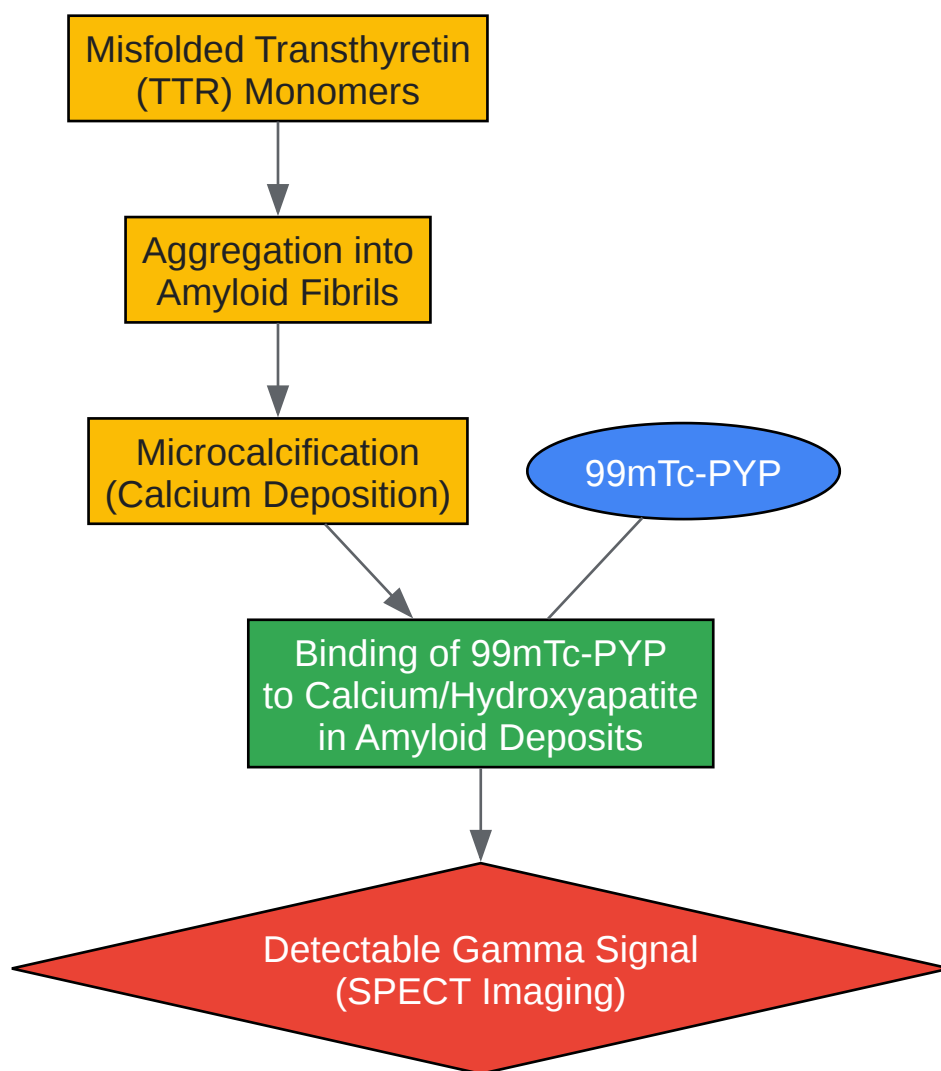 Misfolded Transthyretin
(TTR) Monomers
Aggregation into
Amyloid Fibrils
Microcalcification
(Calcium Deposition)
99mTc-PYP
Binding of 99mTc-PYP
to Calcium/Hydroxyapatite
in Amyloid Deposits
Detectable Gamma Signal
(SPECT Imaging)